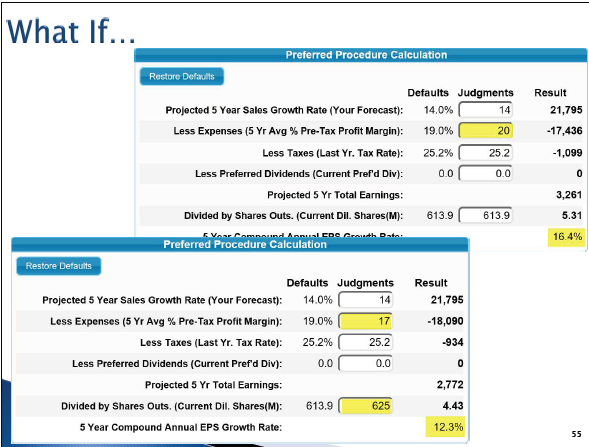 What If...
Preferred Procedure Calculation
Restore Defaults
Defaults Judgments Result
Projected 5 Year Sales Growth Rate (Your Forecast): 14.0% 14 21,795
Less Expenses (5 Yr Avg % Pre-Tax Profit Margin): 19.0% 20 -17,436
Less Taxes (Last Yr. Tax Rate): 25.2% 25.2 -1,099
Less Preferred Dividends (Current Pref'd Div): 0.0 0.0 0
Projected 5 Yr Total Earnings: 3,261
Divided by Shares Outs. (Current Dil. Shares(M): 613.9 613.9 5.31
5 Year Compound Annual EPS Growth Rate: 16.4%
Preferred Procedure Calculation
Restore Defaults
Defaults Judgments Result
Projected 5 Year Sales Growth Rate (Your Forecast): 14.0% 14 21,795
Less Expenses (5 Yr Avg % Pre-Tax Profit Margin): 19.0% 17 -18,090
Less Taxes (Last Yr. Tax Rate): 25.2% 25.2 -934
Less Preferred Dividends (Current Pref'd Div): 0.0 0.0 0
Projected 5 Yr Total Earnings: 2,772
Divided by Shares Outs. (Current Dil. Shares(M): 613.9 625 4.43
5 Year Compound Annual EPS Growth Rate: 12.3%
55